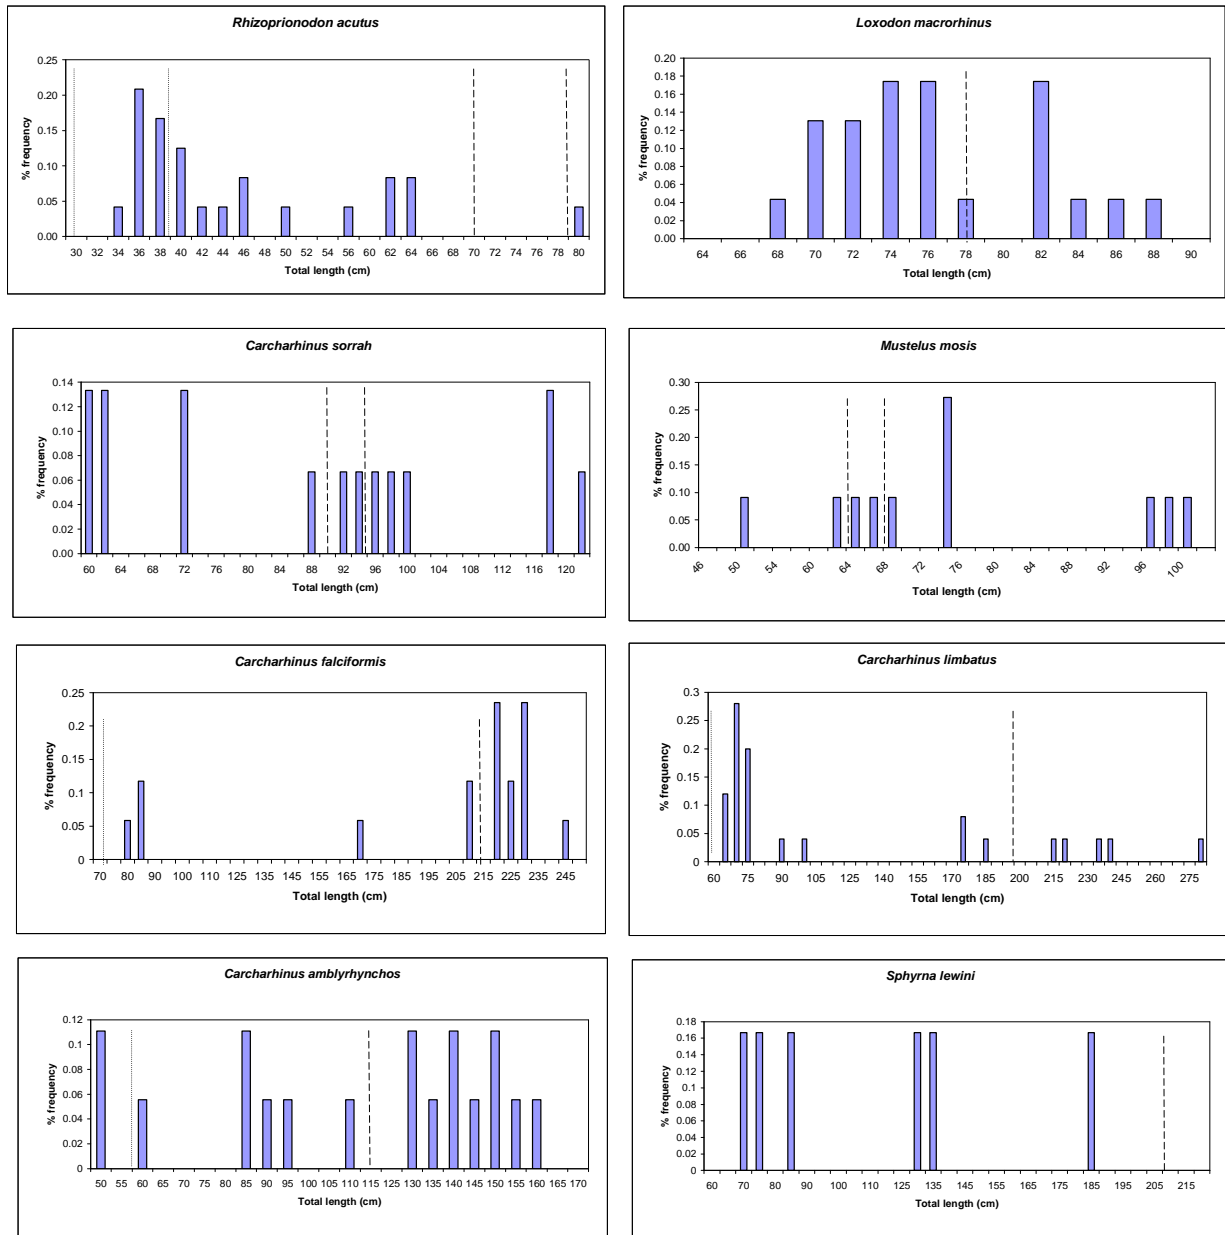 Rhizoprionodon acutus
% frequency
0.25
0.20
0.15
0.10
0.05
0.00
30 32 34 36 38 40 42 44 46 48 50 52 54 56 60 62 64 66 68 70 72 74 76 78 80
Total length (cm)
Loxodon macrorhinus
% frequency
0.20
0.18
0.16
0.14
0.12
0.10
0.08
0.06
0.04
0.02
0.00
64 66 68 70 72 74 76 78 80 82 84 86 88 90
Total length (cm)
Carcharhinus sorrah
% frequency
0.14
0.12
0.10
0.08
0.06
0.04
0.02
0.00
60 64 68 72 76 80 84 88 92 96 100 104 108 112 116 120
Total length (cm)
Mustelus mosis
% frequency
0.30
0.25
0.20
0.15
0.10
0.05
0.00
46 51 54 60 64 68 72 76 80 84 88 92 96 100
Total length (cm)
Carcharhinus falciformis
% frequency
0.25
0.2
0.15
0.1
0.05
0
70 80 90 100 115 125 135 145 155 170 180 190 200 210 215 225 235 245
Total length (cm)
Carcharhinus limbatus
% frequency
0.3
0.25
0.2
0.15
0.1
0.05
0
60 75 90 105 125 140 155 170 185 200 215 230 245 260 275
Total length (cm)
Carcharhinus amblyrhynchos
% frequency
0.12
0.10
0.08
0.06
0.04
0.02
0.00
50 55 60 65 70 75 80 85 90 95 100 105 110 115 125 130 135 140 145 150 155 160 165 170
Total length (cm)
Sphyrna lewini
% frequency
0.18
0.16
0.14
0.12
0.10
0.08
0.06
0.04
0.02
0.00
60 70 80 90 100 115 125 135 145 155 165 175 185 195 205 215
Total length (cm)